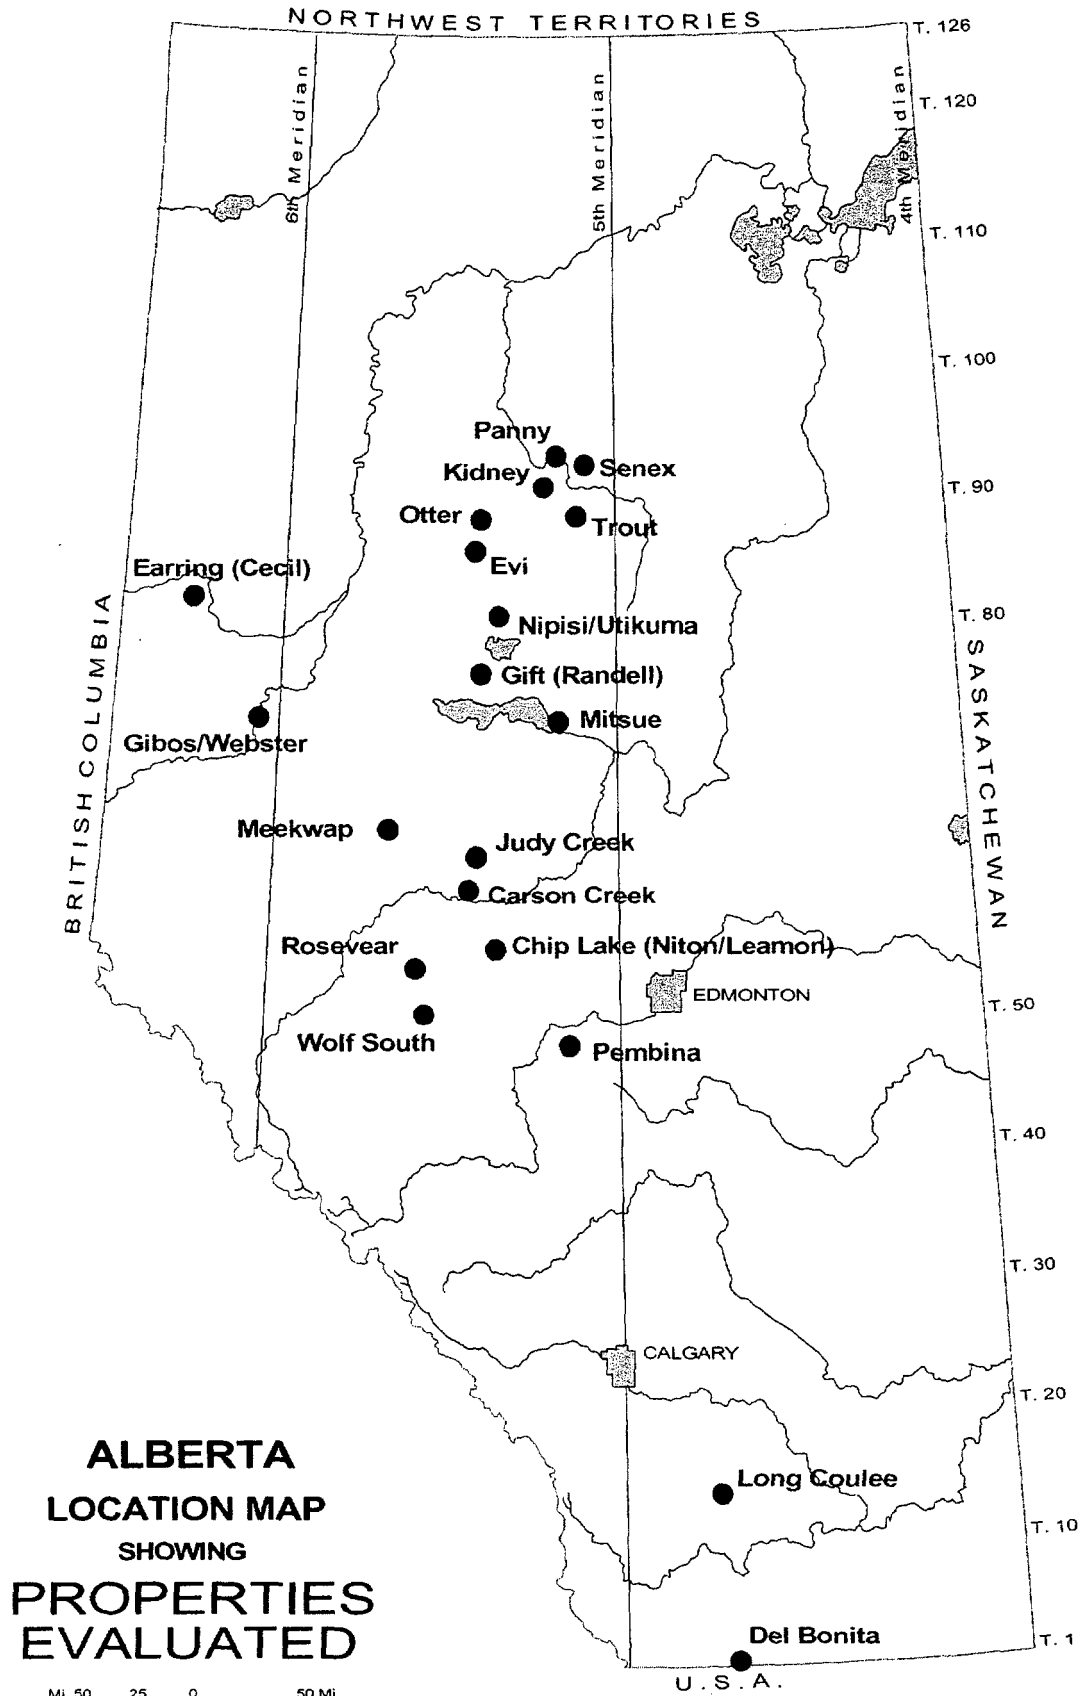 NORTHWEST TERRITORIES
T. 126
6th Meridian
5th Meridian
4th Meridian
T. 120
T. 110
T. 100
Panny
Senex
Kidney
T. 90
Otter
Trout
Evi
Earring (Cecil)
T. 80
Nipisi/Utikuma
BRITISH COLUMBIA
SASKATCHEWAN
Gift (Randell)
Mitsue
Gibos/Webster
Meekwap
Judy Creek
Carson Creek
Rosevear
Chip Lake (Niton/Leamon)
EDMONTON
T. 50
Wolf South
Pembina
T. 40
T. 30
CALGARY
T. 20
ALBERTA
LOCATION MAP
SHOWING
PROPERTIES
EVALUATED
Long Coulee
T. 10
Del Bonita
T. 1
U.S.A.
Mi. 50 25 0 50 Mi.